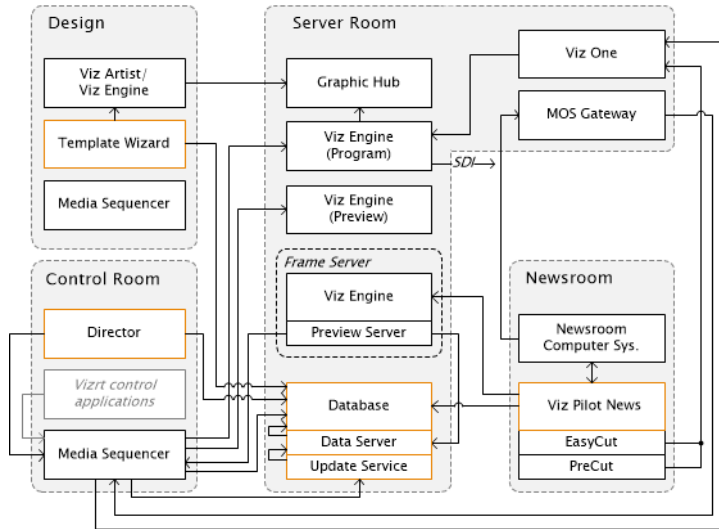 Design
Viz Artist/
Viz Engine
Template Wizard
Media Sequencer
Control Room
Director
Vizrt control
applications
Media Sequencer
Server Room
Graphic Hub
Viz Engine
(Program)
SDI
Viz Engine
(Preview)
Frame Server
Viz Engine
Preview Server
Database
Data Server
Update Service
Viz One
MOS Gateway
Newsroom
Newsroom
Computer Sys.
Viz Pilot News
EasyCut
PreCut